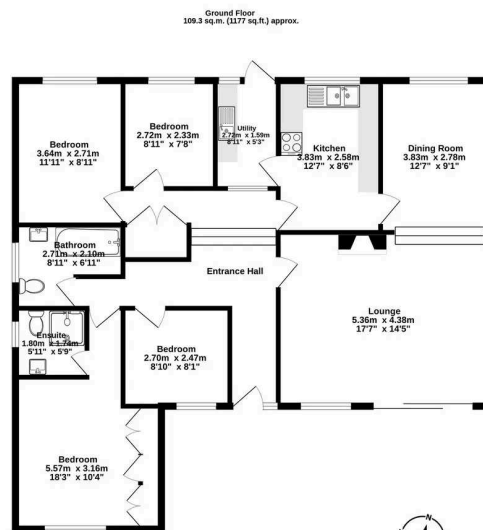 Ground Floor
109.3 sq.m. (1177 sq.ft.) approx.
Bedroom
3.64m x 2.71m
11'11" x 8'11"
Bedroom
2.72m x 2.33m
8'11" x 7'8"
Utility
2.72m x 1.59m
8'11" x 5'3"
Kitchen
3.83m x 2.58m
12'7" x 8'6"
Dining Room
3.83m x 2.78m
12'7" x 9'1"
Bathroom
2.71m x 2.10m
8'11" x 6'11"
Entrance Hall
Lounge
5.36m x 4.38m
17'7" x 14'5"
Ensuite
1.80m x 1.74m
5'11" x 5'9"
Bedroom
2.70m x 2.47m
8'10" x 8'1"
Bedroom
5.57m x 3.16m
18'3" x 10'4"
N